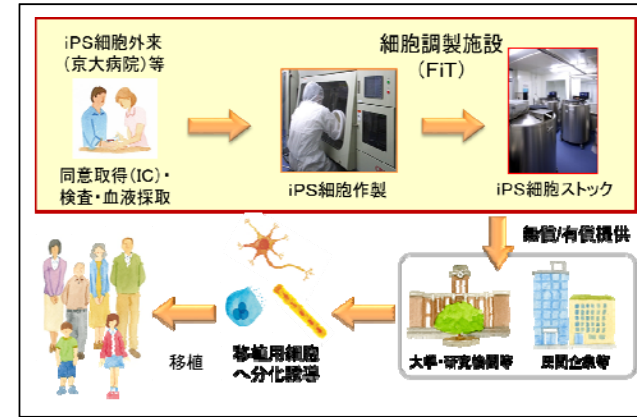 iPS細胞外来
(京大病院)等
細胞調製施設
(FiT)
同意取得(IC)・
検査・血液採取
iPS細胞作製
iPS細胞ストック
無償/有償提供
大学・研究機関等
民間企業等
移植用細胞
へ分化誘導
移植